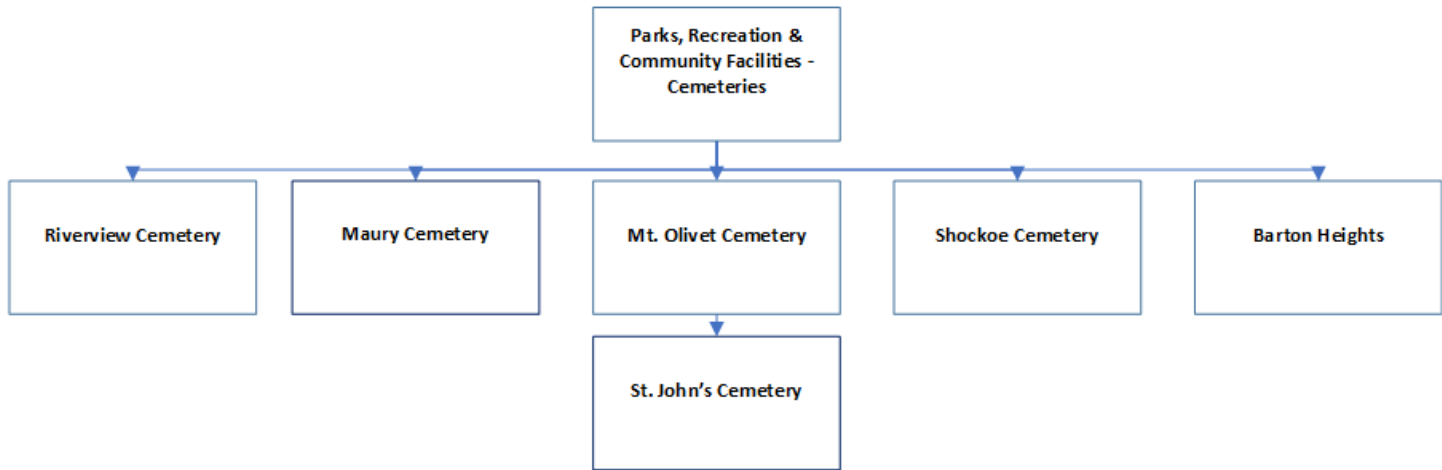 Parks, Recreation &
Community Facilities -
Cemeteries
Riverview Cemetery
Maury Cemetery
Mt. Olivet Cemetery
Shockoe Cemetery
Barton Heights
St. John’s Cemetery